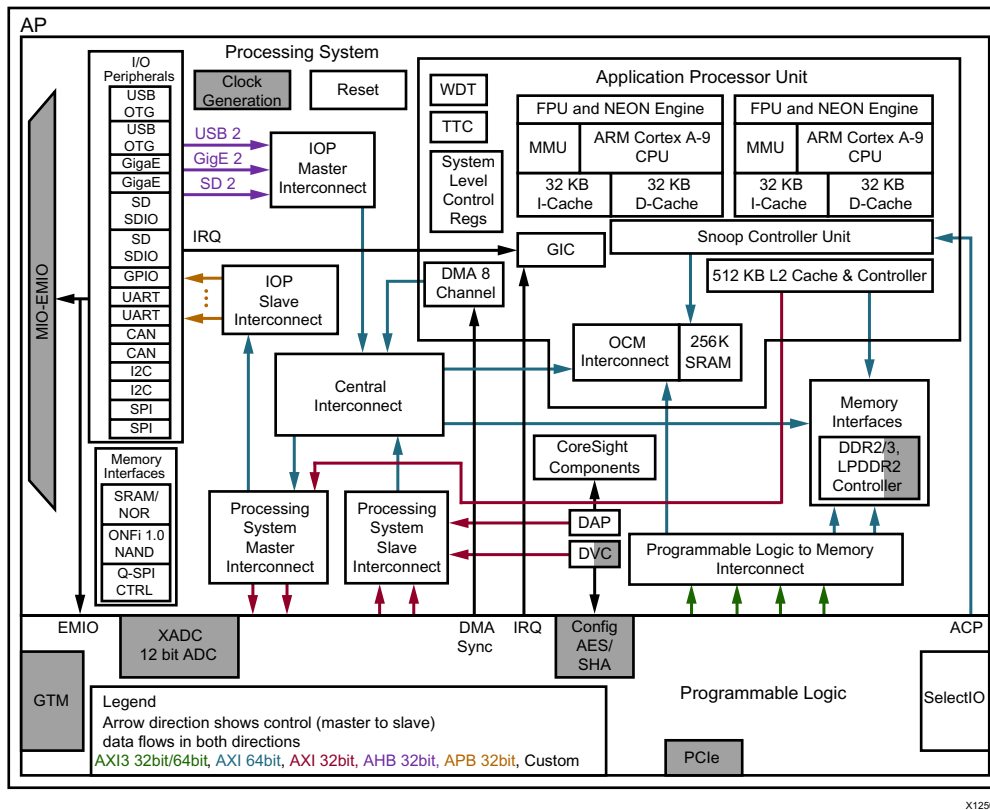 AP
Processing System
I/O
Peripherals
USB
OTG
USB
OTG
GigaE
GigaE
SD
SDIO
SD
SDIO
GPIO
UART
UART
CAN
CAN
I2C
I2C
SPI
SPI
MIO-EMIO
Clock
Generation
Reset
USB 2
GigE 2
SD 2
IOP
Master
Interconnect
IRQ
IOP
Slave
Interconnect
Application Processor Unit
WDT
TTC
System
Level
Control
Regs
FPU and NEON Engine
MMU
ARM Cortex A-9
CPU
32 KB
I-Cache
32 KB
D-Cache
FPU and NEON Engine
MMU
ARM Cortex A-9
CPU
32 KB
I-Cache
32 KB
D-Cache
GIC
Snoop Controller Unit
DMA 8
Channel
512 KB L2 Cache & Controller
OCM
Interconnect
256K
SRAM
Central
Interconnect
Memory
Interfaces
DDR2/3,
LPDDR2
Controller
Memory
Interfaces
SRAM/
NOR
ONFi 1.0
NAND
Q-SPI
CTRL
Processing
System
Master
Interconnect
Processing
System
Slave
Interconnect
CoreSight
Components
DAP
DVC
Programmable Logic to Memory
Interconnect
EMIO
XADC
12 bit ADC
DMA
Sync
IRQ
Config
AES/
SHA
ACP
GTM
Programmable Logic
SelectIO
PCIe
Legend
Arrow direction shows control (master to slave)
data flows in both directions
AXI3 32bit/64bit, AXI 64bit, AXI 32bit, AHB 32bit, APB 32bit, Custom